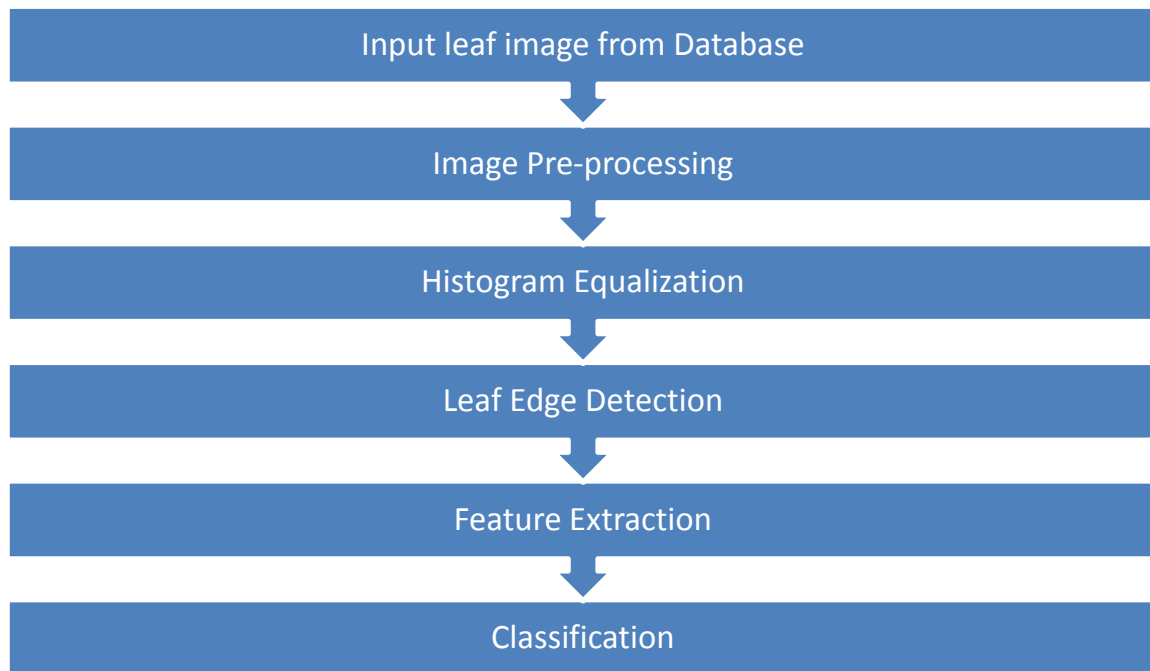 Input leaf image from Database
Image Pre-processing
Histogram Equalization
Leaf Edge Detection
Feature Extraction
Classification